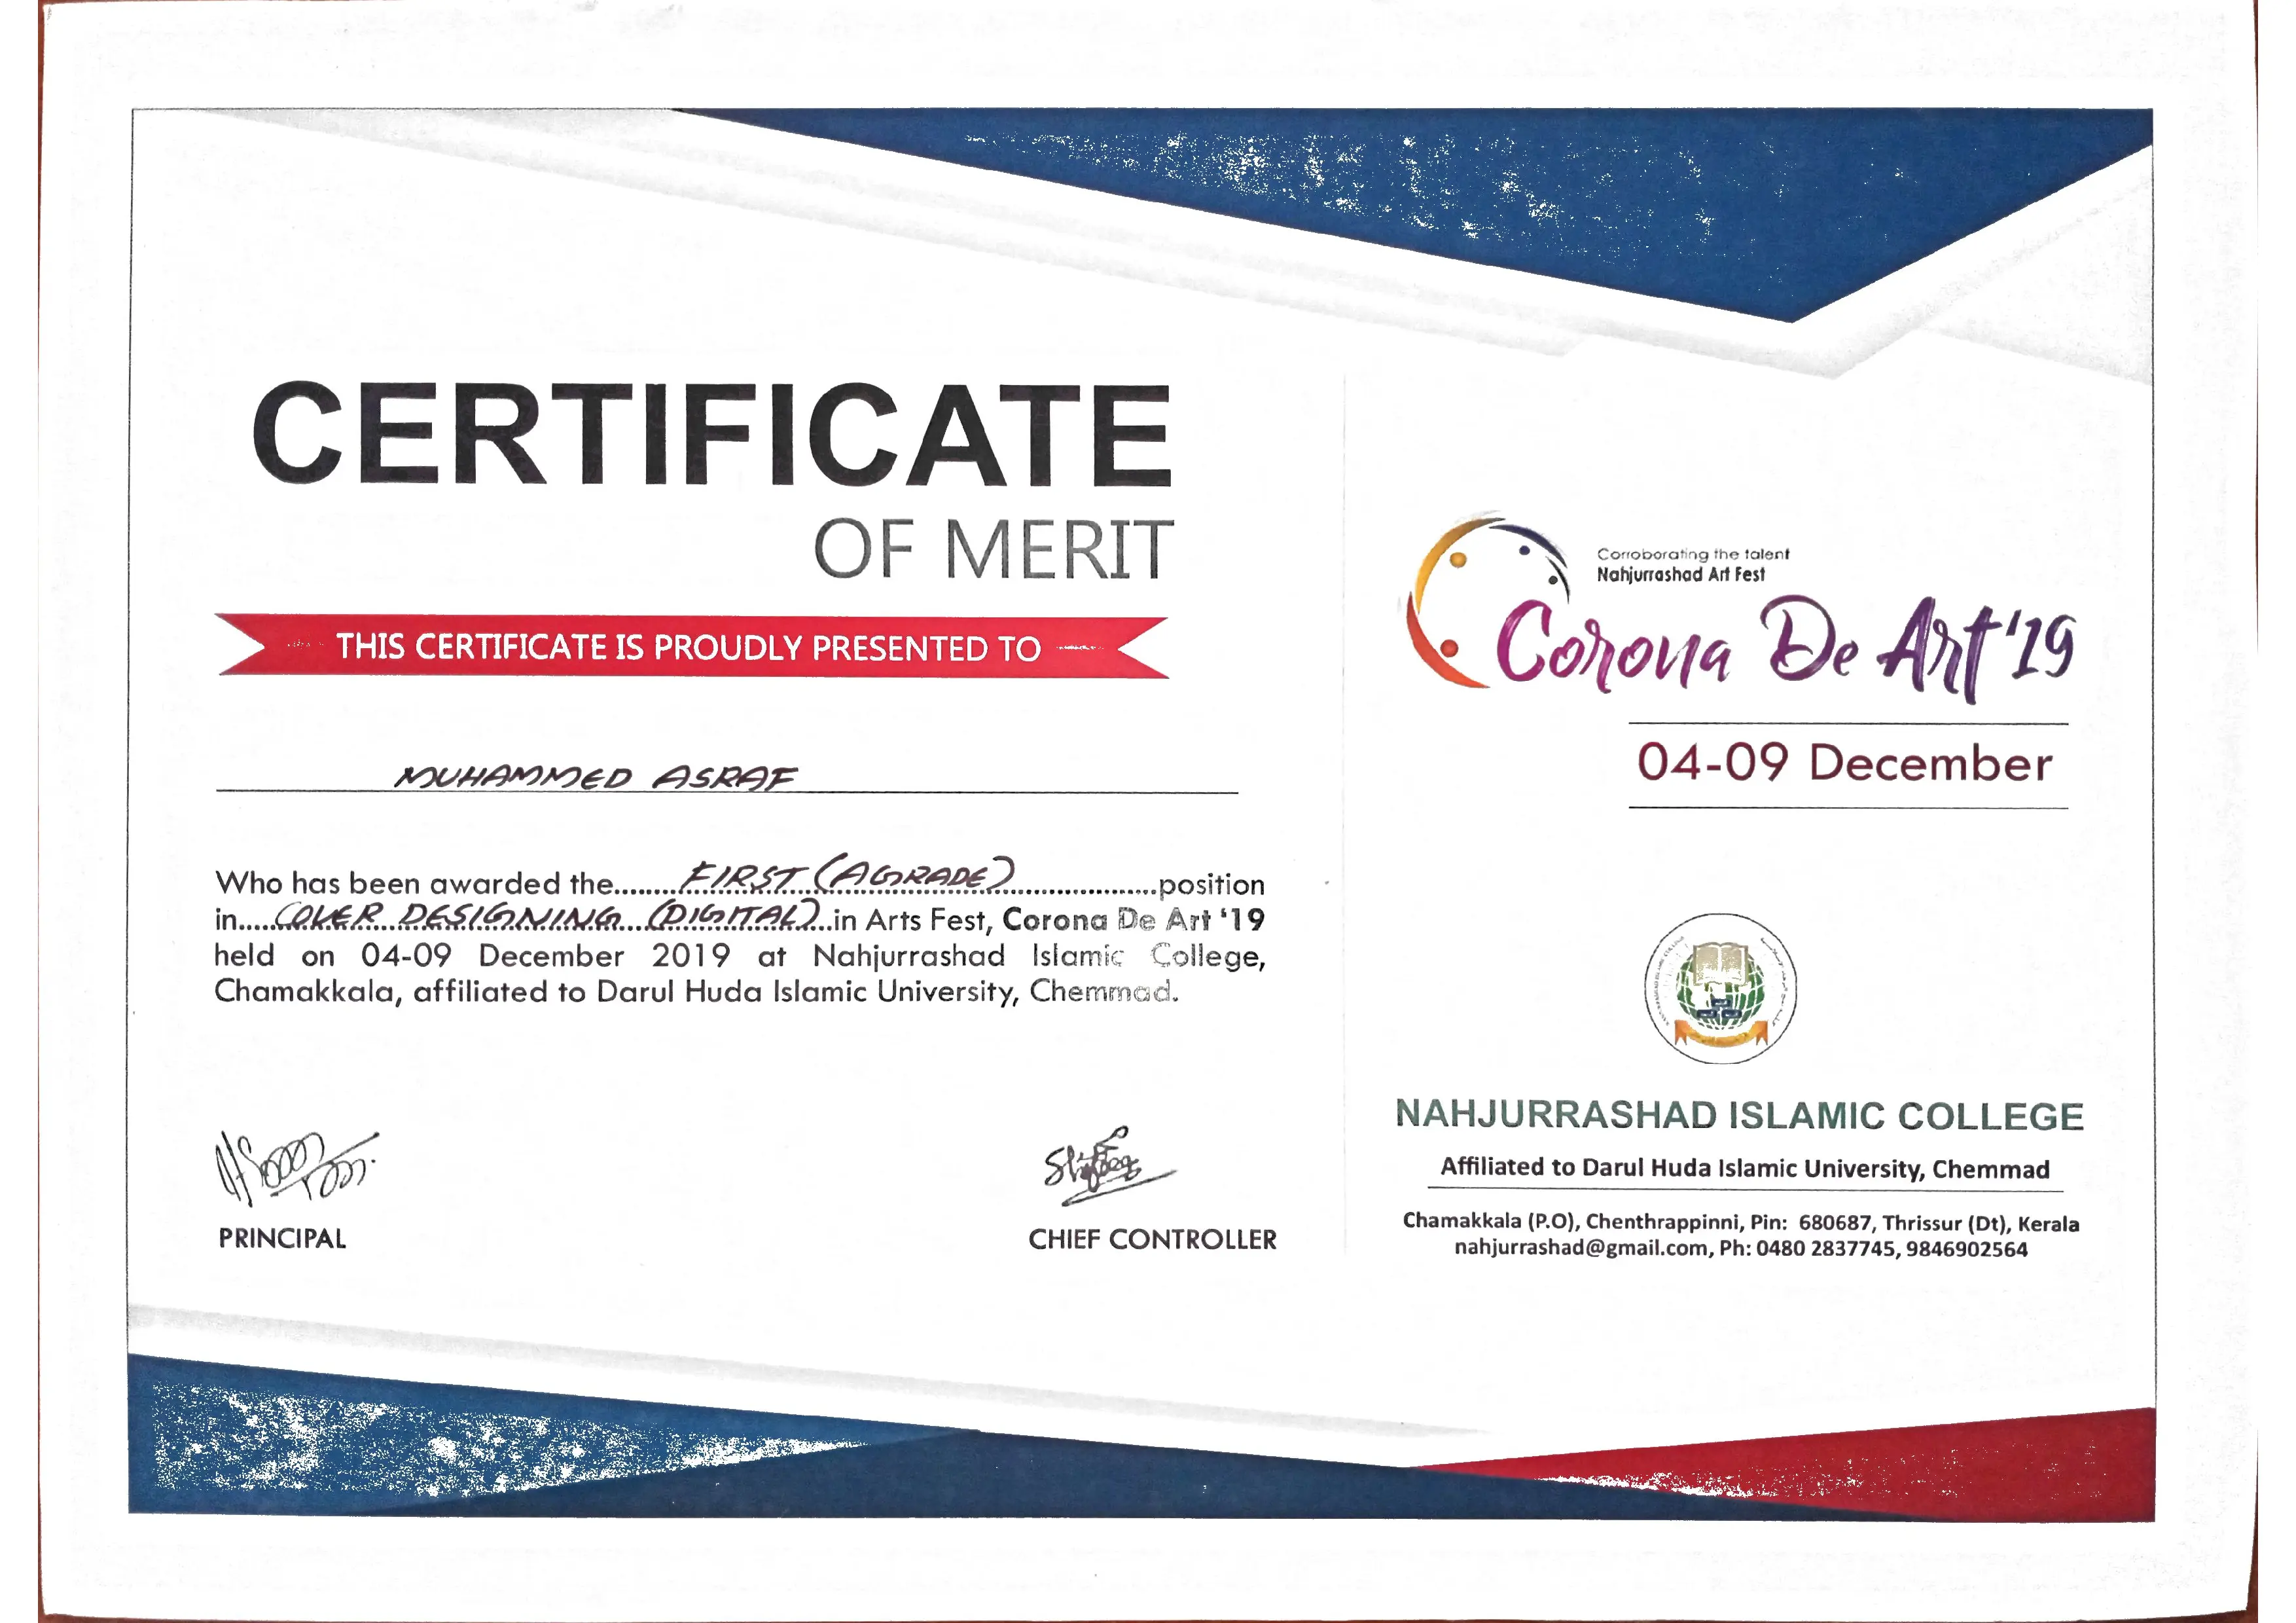 CERTIFICATE
OF MERIT
THIS CERTIFICATE IS PROUDLY PRESENTED TO
MUHAMMED ASRAF
Who has been awarded the........FIRST (A GRADE)....................position
in.....COVER DESIGNING (DIGITAL)..in Arts Fest, Corona De Art '19
held on 04-09 December 2019 at Nahjurrashad Islamic College,
Chamakkala, affiliated to Darul Huda Islamic University, Chemmad.
PRINCIPAL
CHIEF CONTROLLER
Corroborating the talent
Nahjurrashad Art Fest
Corona De Art '19
04-09 December
NAHJURRASHAD ISLAMIC COLLEGE
Affiliated to Darul Huda Islamic University, Chemmad
Chamakkala (P.O), Chenthrappinni, Pin: 680687, Thrissur (Dt), Kerala
nahjurrashad@gmail.com, Ph: 0480 2837745, 9846902564